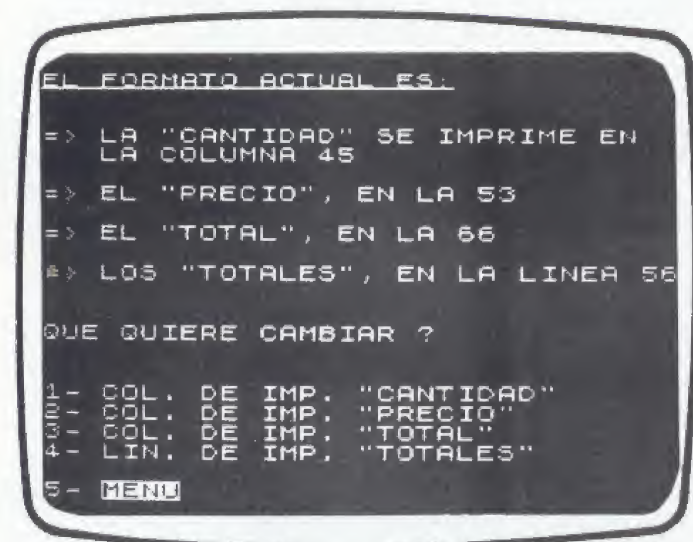 EL FORMATO ACTUAL ES:
=> LA "CANTIDAD" SE IMPRIME EN
LA COLUMNA 45
=> EL "PRECIO", EN LA 53
=> EL "TOTAL", EN LA 66
=> LOS "TOTALES", EN LA LINEA 56
QUE QUIERE CAMBIAR ?
1- COL. DE IMP. "CANTIDAD"
2- COL. DE IMP. "PRECIO"
3- COL. DE IMP. "TOTAL"
4- LIN. DE IMP. "TOTALES"
5- MENU